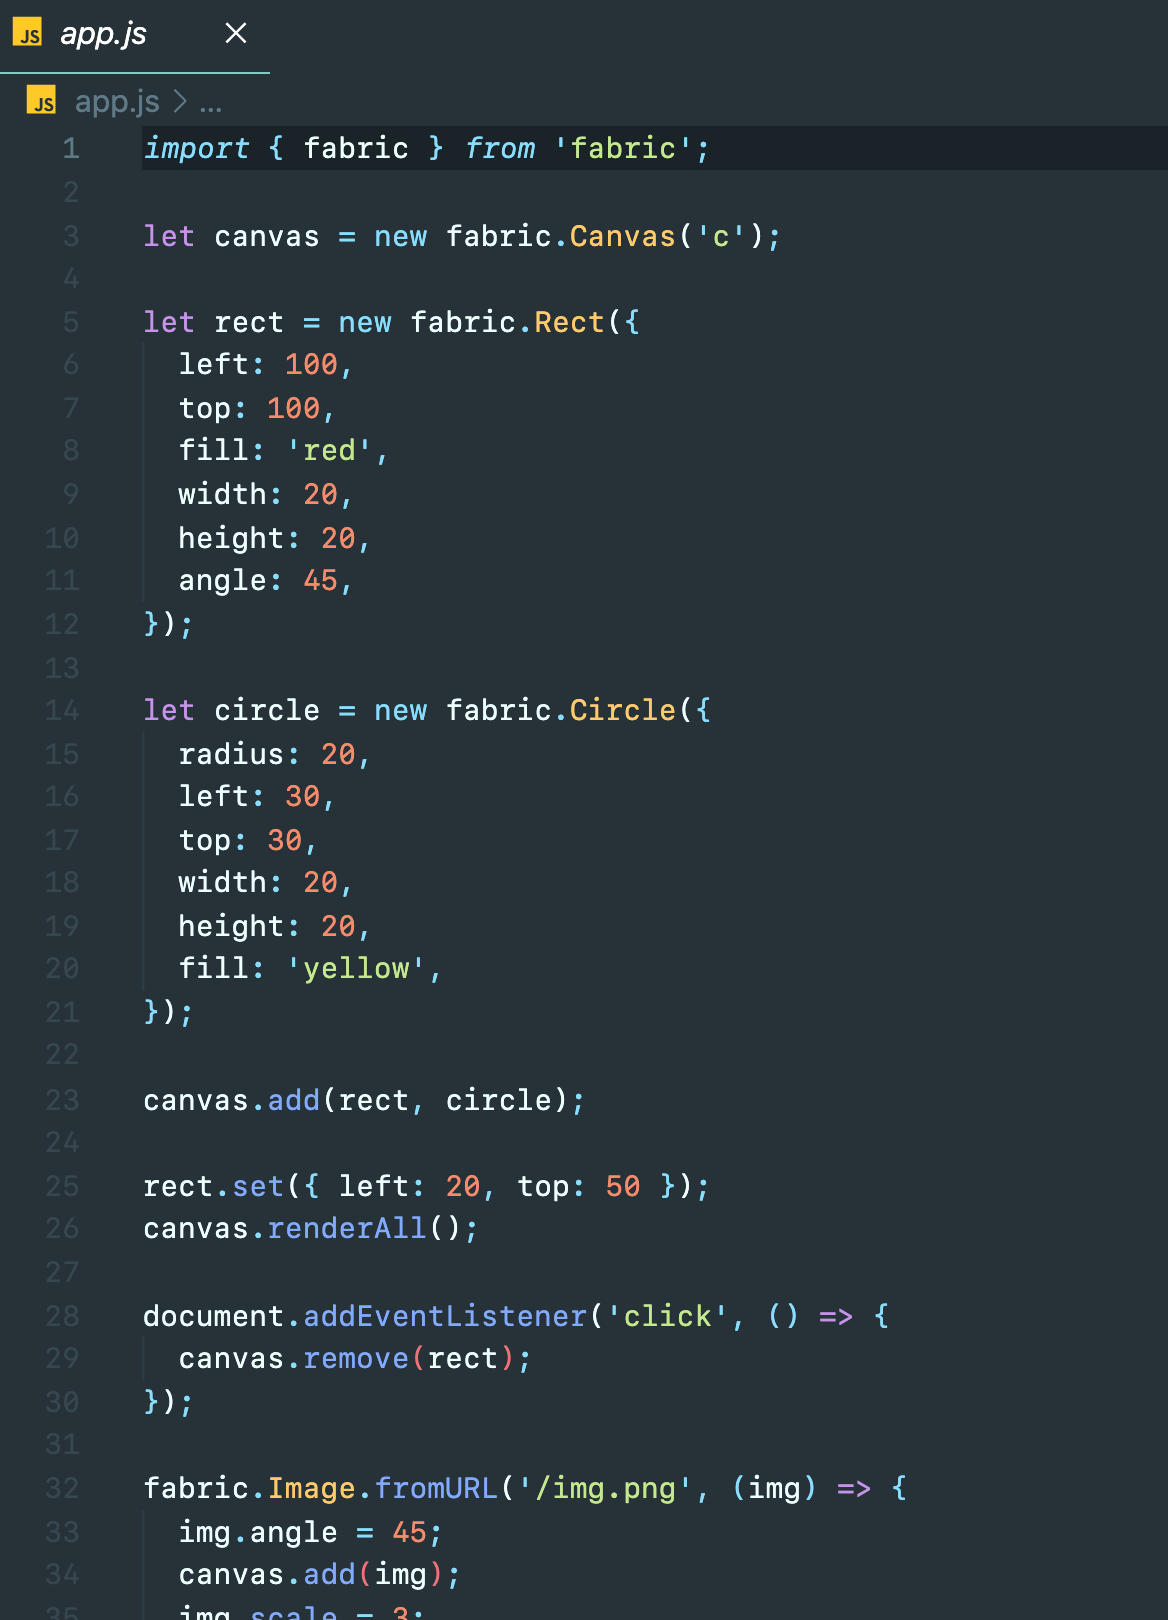 JS app.js ×
JS app.js > ...
1 import { fabric } from 'fabric';
2
3 let canvas = new fabric.Canvas('c');
4
5 let rect = new fabric.Rect({
6   left: 100,
7   top: 100,
8   fill: 'red',
9   width: 20,
10   height: 20,
11   angle: 45,
12 });
13
14 let circle = new fabric.Circle({
15   radius: 20,
16   left: 30,
17   top: 30,
18   width: 20,
19   height: 20,
20   fill: 'yellow',
21 });
22
23 canvas.add(rect, circle);
24
25 rect.set({ left: 20, top: 50 });
26 canvas.renderAll();
27
28 document.addEventListener('click', () => {
29   canvas.remove(rect);
30 });
31
32 fabric.Image.fromURL('/img.png', (img) => {
33   img.angle = 45;
34   canvas.add(img);
35   img.scale = 3;